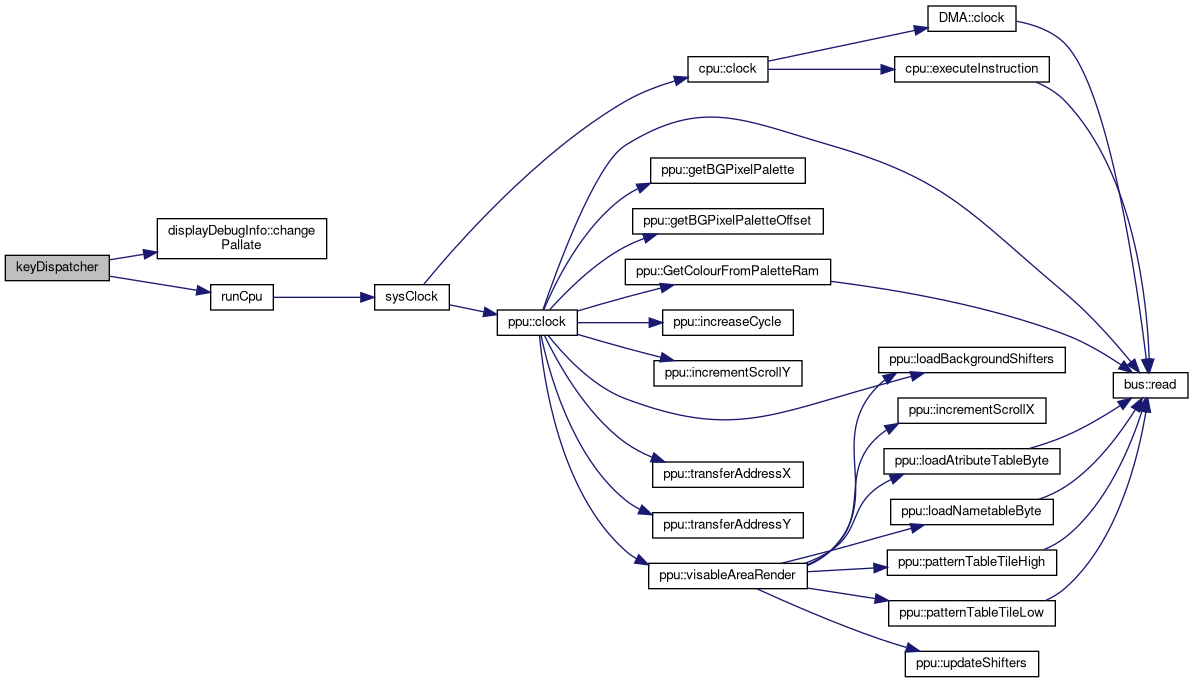 DMA::clock
cpu::clock
cpu::executeInstruction
ppu::getBGPixelPalette
displayDebugInfo::change
Pallate
ppu::getBGPixelPaletteOffset
keyDispatcher
ppu::GetColourFromPaletteRam
runCpu
sysClock
ppu::clock
ppu::increaseCycle
ppu::loadBackgroundShifters
ppu::incrementScrollY
bus::read
ppu::incrementScrollX
ppu::loadAtributeTableByte
ppu::transferAddressX
ppu::loadNametableByte
ppu::transferAddressY
ppu::patternTableTileHigh
ppu::visableAreaRender
ppu::patternTableTileLow
ppu::updateShifters